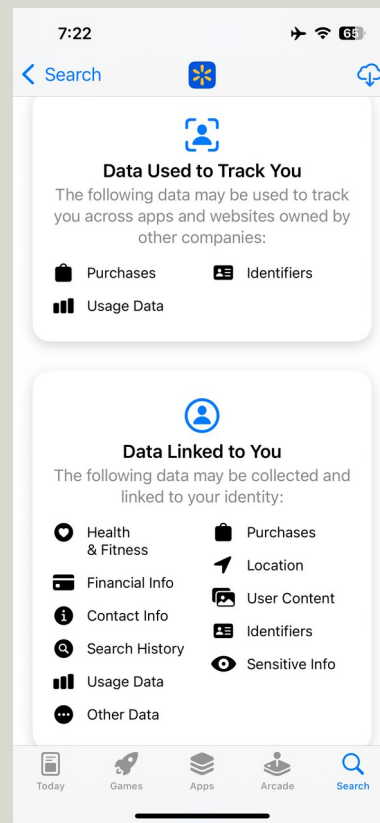 7:22
65
Search
Data Used to Track You
The following data may be used to track
you across apps and websites owned by
other companies:
Purchases
Identifiers
Usage Data
Data Linked to You
The following data may be collected and
linked to your identity:
Health
& Fitness
Financial Info
Contact Info
Search History
Usage Data
Other Data
Purchases
Location
User Content
Identifiers
Sensitive Info
Today
Games
Apps
Arcade
Search